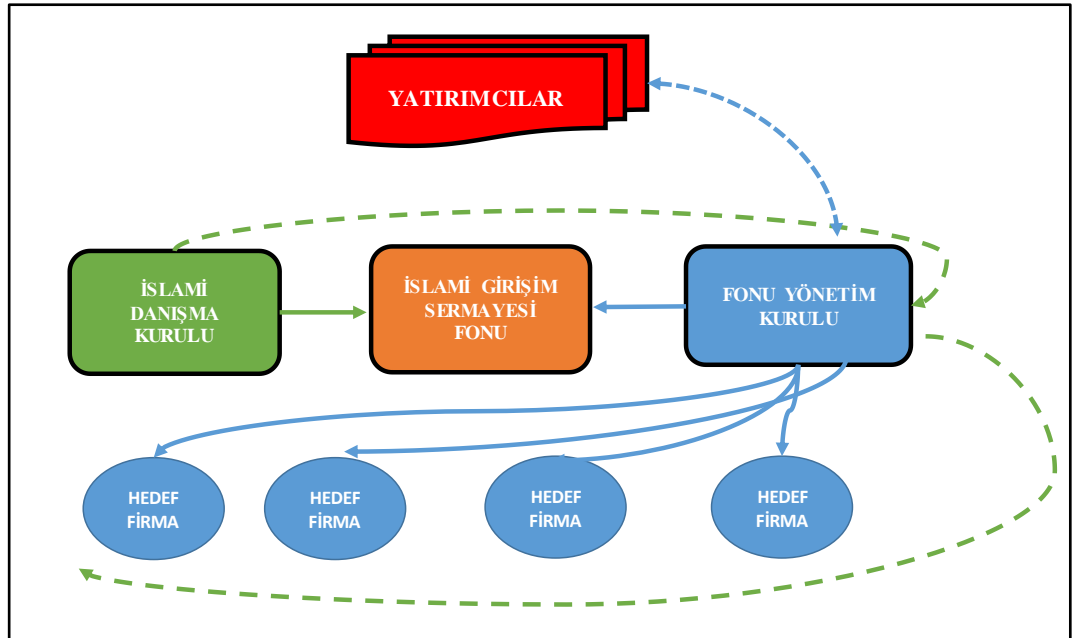 YATIRIMCILAR
İSLAMİ
DANIŞMA
KURULU
İSLAMİ GİRİŞİM
SERMAYESİ
FONU
FONU YÖNETİM
KURULU
HEDEF
FİRMA
HEDEF
FİRMA
HEDEF
FİRMA
HEDEF
FİRMA